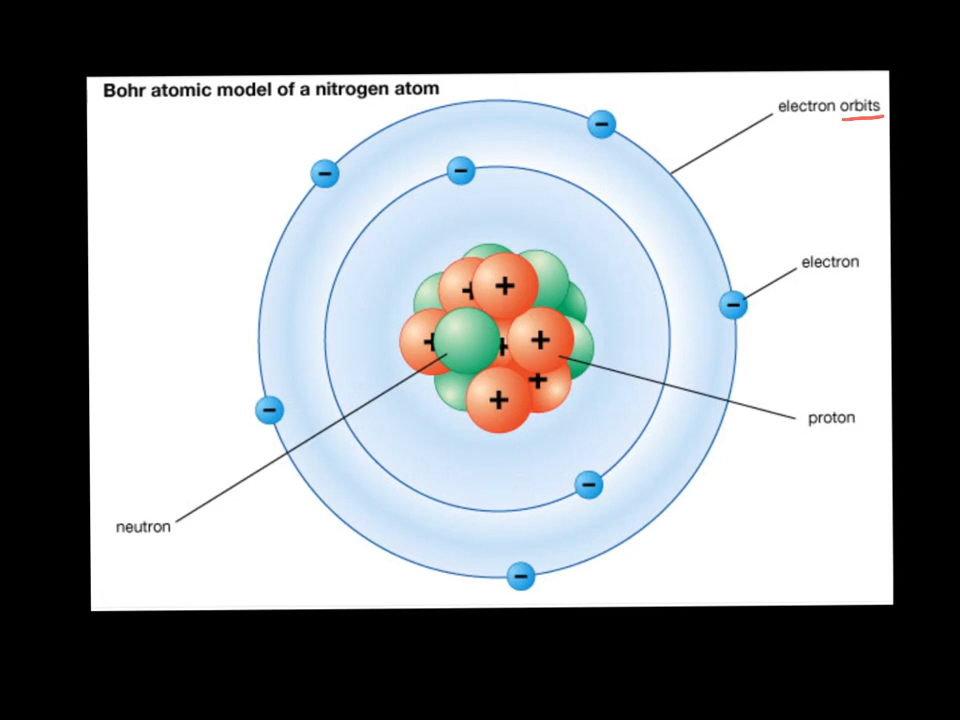 Bohr atomic model of a nitrogen atom
electron orbits
electron
proton
neutron